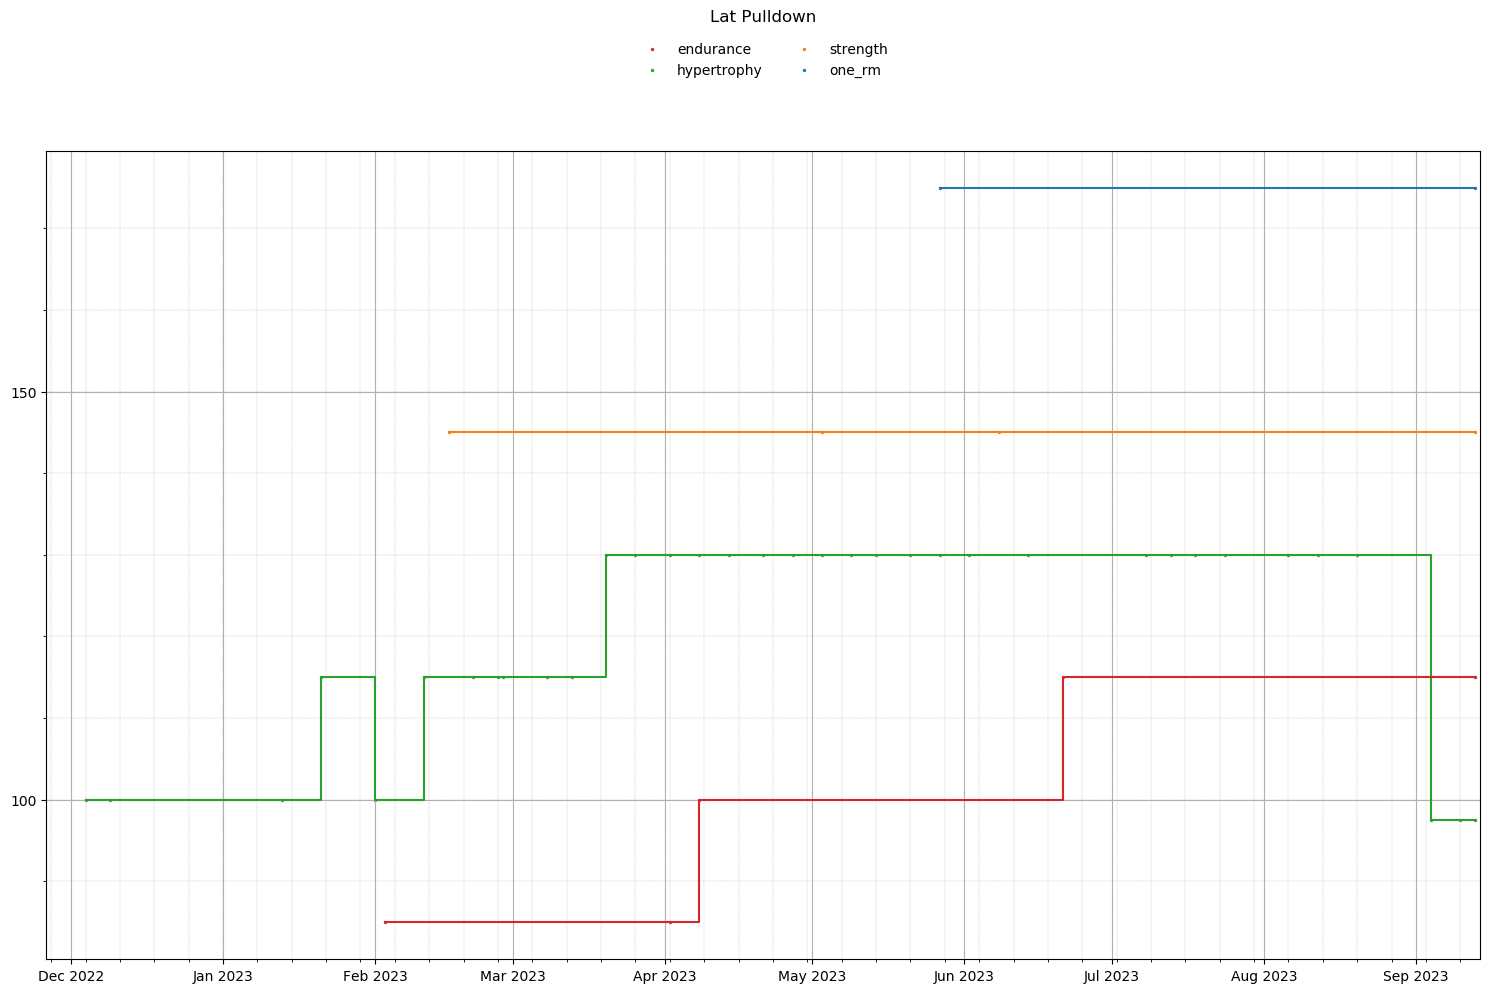 Lat Pulldown
endurance strength
hypertrophy one_rm
150
100
Dec 2022 Jan 2023 Feb 2023 Mar 2023 Apr 2023 May 2023 Jun 2023 Jul 2023 Aug 2023 Sep 2023